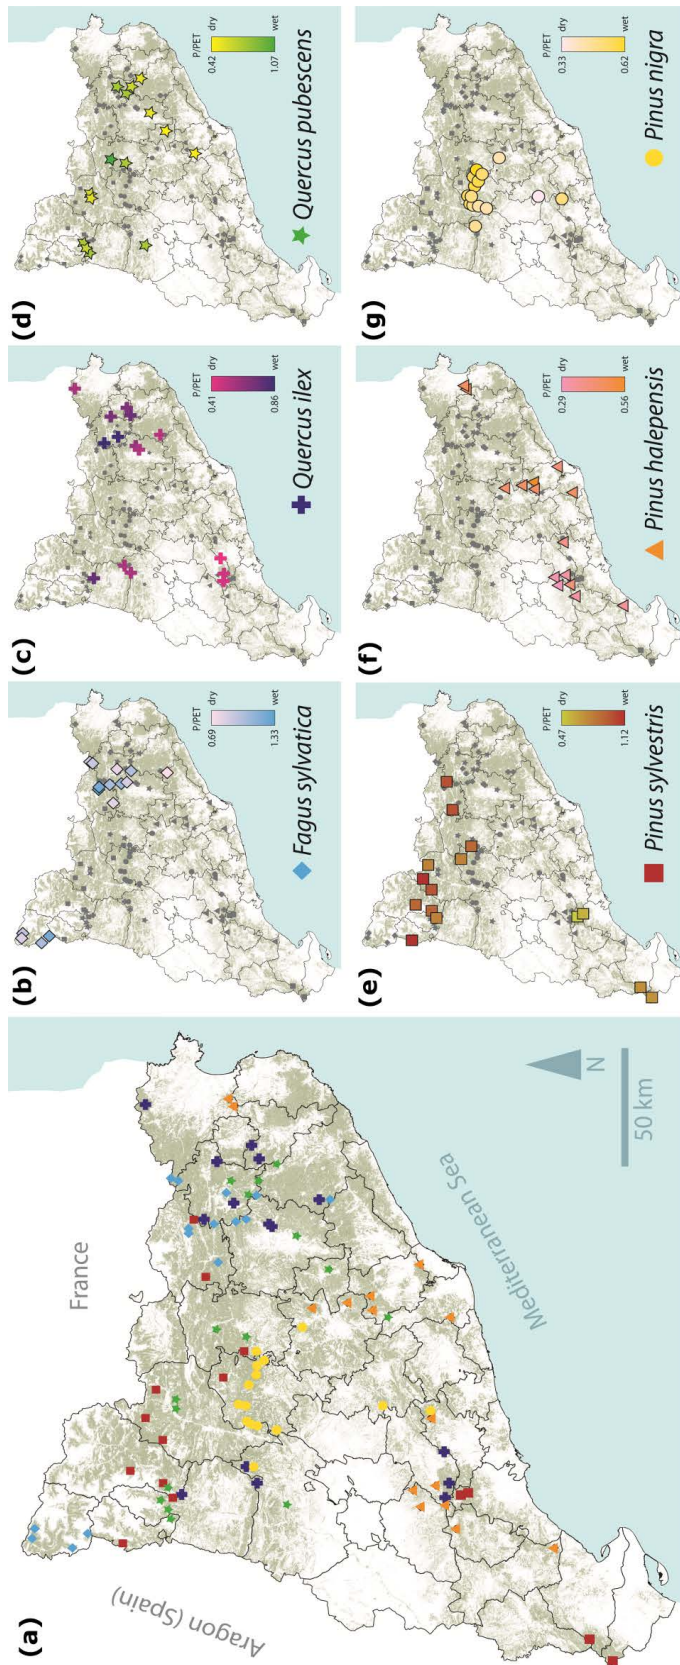 (a)
France
Aragon (Spain)
Mediterranean Sea
N
50 km
(b)
P/PET
0.69
dry
1.33
wet
Fagus sylvatica
(c)
P/PET
0.41
dry
0.86
wet
Quercus ilex
(d)
P/PET
0.42
dry
1.07
wet
Quercus pubescens
(e)
P/PET
0.47
dry
1.12
wet
Pinus sylvestris
(f)
P/PET
0.29
dry
0.56
wet
Pinus halepensis
(g)
P/PET
0.33
dry
0.62
wet
Pinus nigra